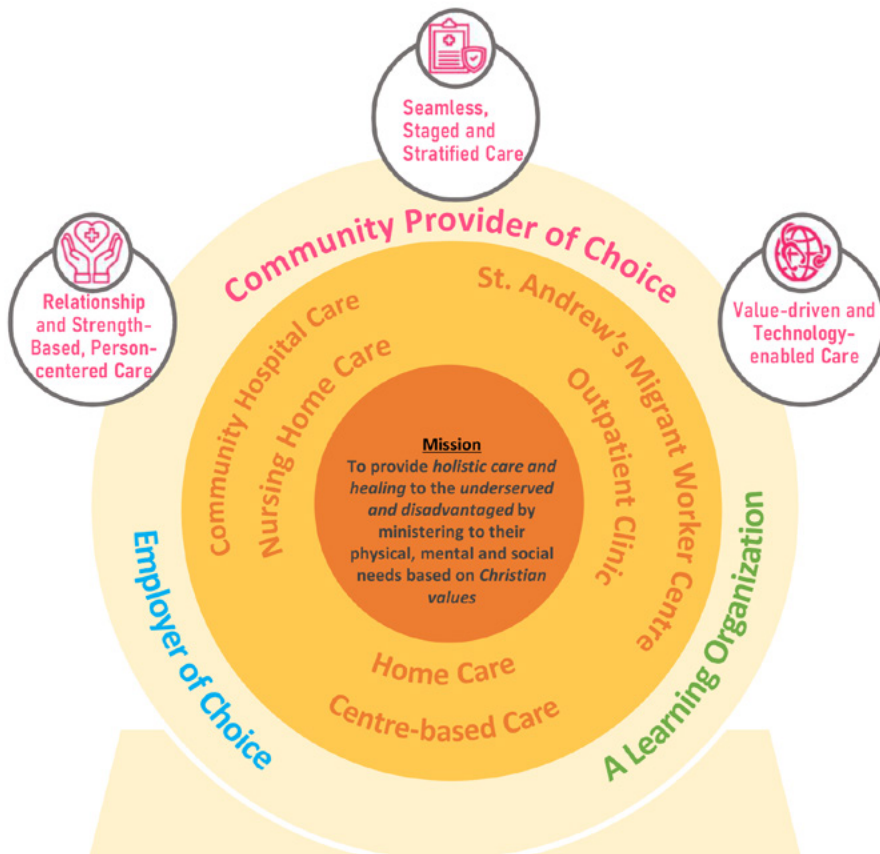 Seamless,
Staged and
Stratified Care
Relationship
and Strength-
Based, Person-
centered Care
Value-driven and
Technology-
enabled Care
Community Provider of Choice
Community Hospital Care
Nursing Home Care
St. Andrew's Migrant Worker Centre
Outpatient Clinic
Mission
To provide holistic care and
healing to the underserved
and disadvantaged by
ministering to their
physical, mental and social
needs based on Christian
values
Home Care
Centre-based Care
Employer of Choice
A Learning Organization